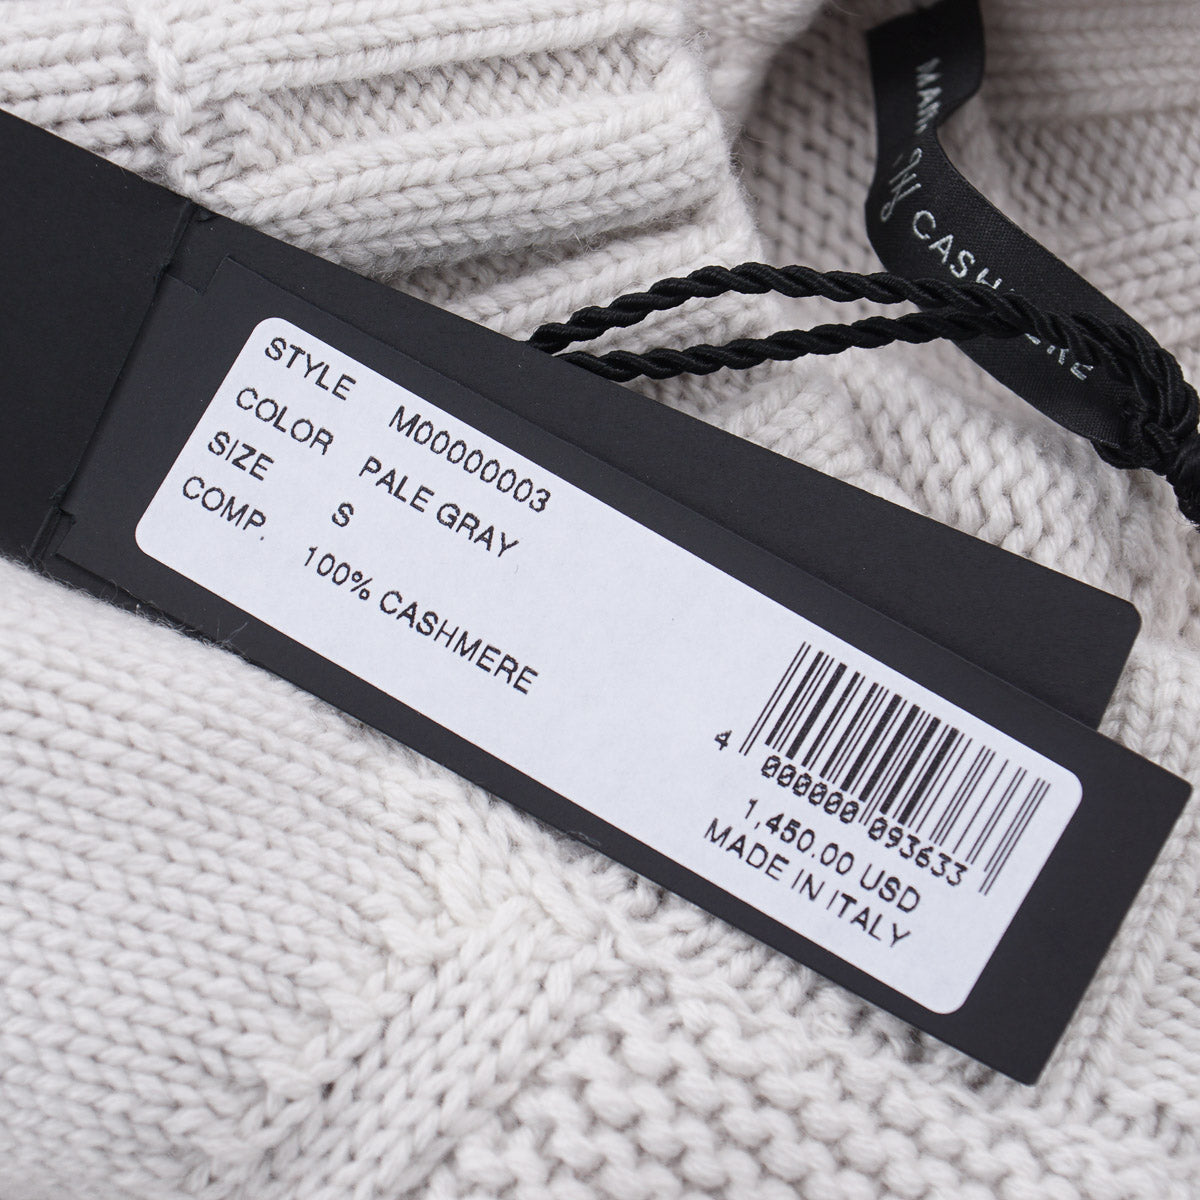 STYLE M00000003
COLOR PALE GRAY
SIZE S
COMP. 100% CASHMERE
4 000000 093633
1,450.00 USD
MADE IN ITALY